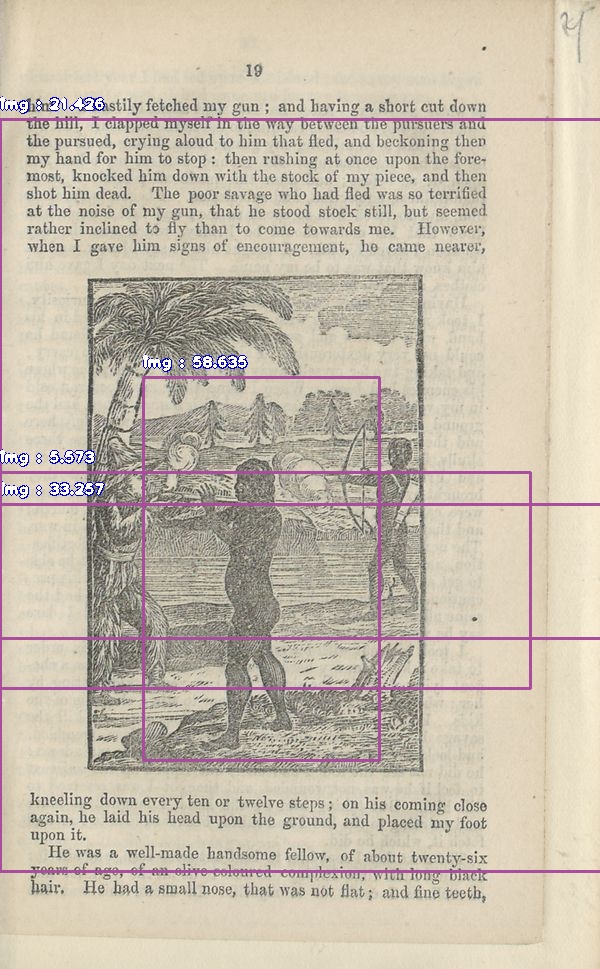 19
hastily fetched my gun ; and having a short cut down
the hill, I clapped myself in the way between the pursuers and
the pursued, crying aloud to him that fled, and beckoning then
my hand for him to stop : then rushing at once upon the fore-
most, knocked him down with the stock of my piece, and then
shot him dead. The poor savage who had fled was so terrified
at the noise of my gun, that he stood stock still, but seemed
rather inclined to fly than to come towards me. However,
when I gave him signs of encouragement, he came nearer,
kneeling down every ten or twelve steps ; on his coming close
again, he laid his head upon the ground, and placed my foot
upon it.
He was a well-made handsome fellow, of about twenty-six
years of age, of an olive-coloured complexion, with long black
hair. He had a small nose, that was not flat ; and fine teeth,
img : 21.426
img : 58.635
img : 5.573
img : 33.257